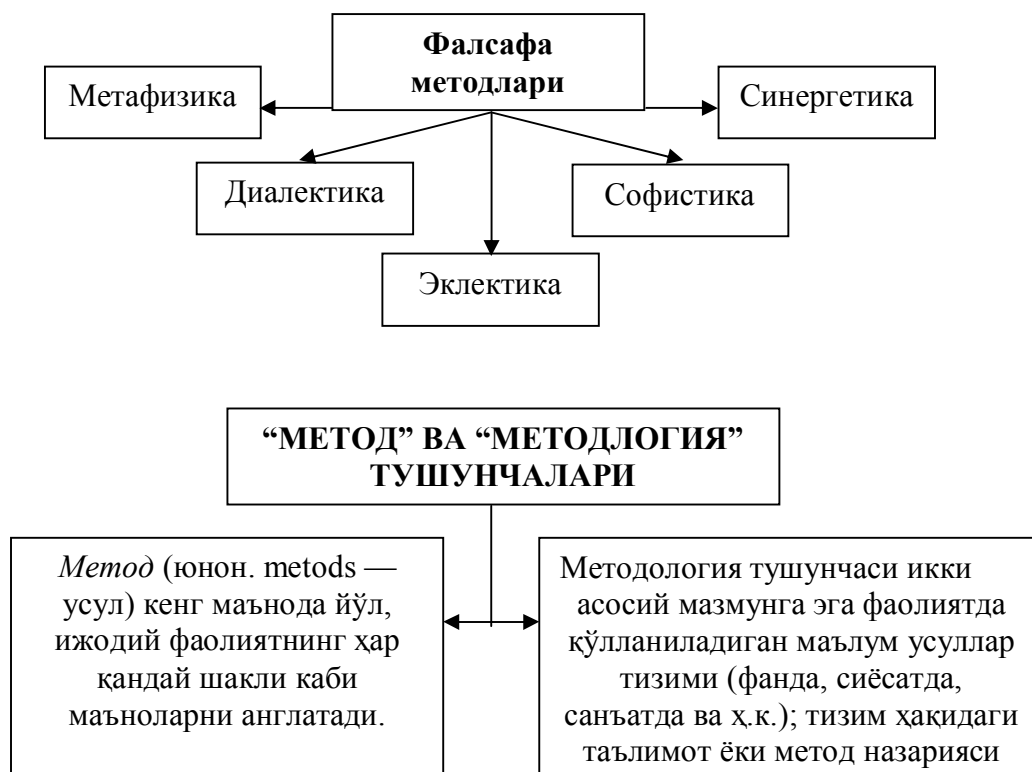 Фалсафа
методлари
Метафизика
Синергетика
Диалектика
Софистика
Эклектика
“МЕТОД” ВА “МЕТОДЛОГИЯ”
ТУШУНЧАЛАРИ
Метод (юнон. metods —
усул) кенг маънода йўл,
ижодий фаолиятнинг ҳар
қандай шакли каби
маъноларни англатади.
Методология тушунчаси икки
асосий мазмунга эга фаолиятда
қўлланиладиган маълум усуллар
тизими (фанда, сиёсатда,
санъатда ва ҳ.к.); тизим ҳақидаги
таълимот ёки метод назарияси